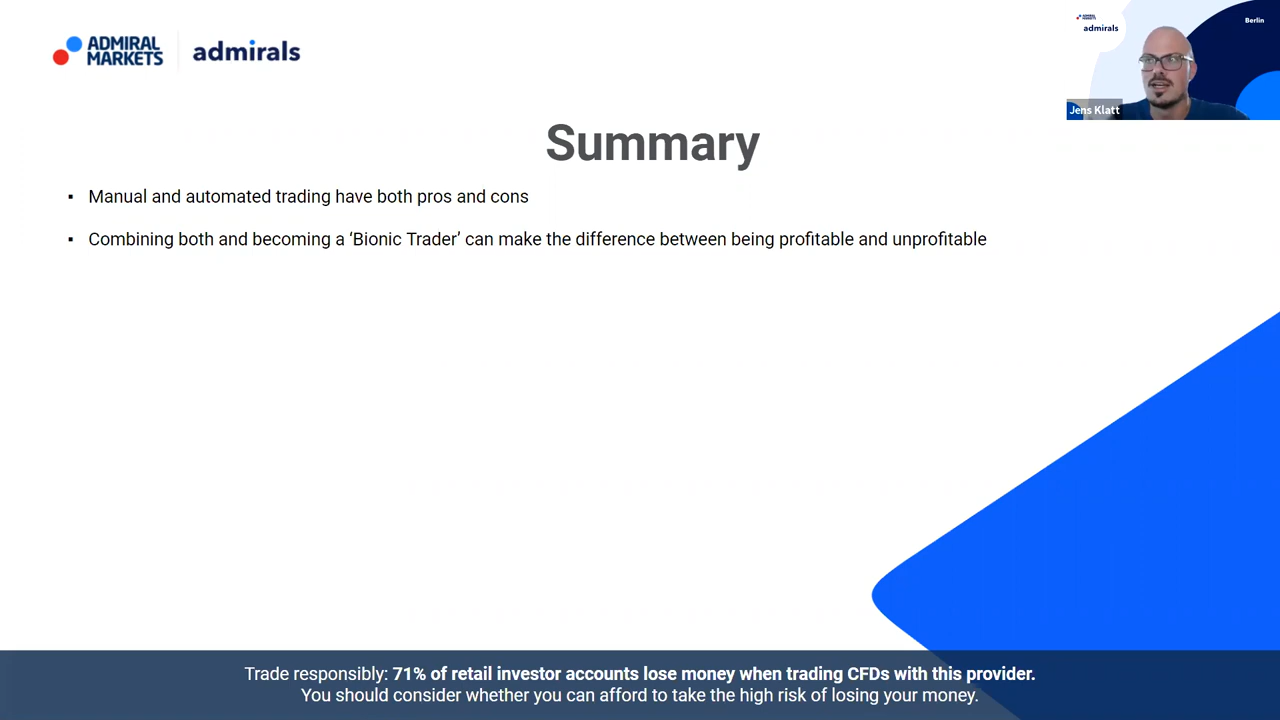 ADMIRAL
MARKETS
admirals
ADMIRAL
MARKETS
admirals
Berlin
Jens Klatt
Summary
▪ Manual and automated trading have both pros and cons
▪ Combining both and becoming a ‘Bionic Trader’ can make the difference between being profitable and unprofitable
Trade responsibly: 71% of retail investor accounts lose money when trading CFDs with this provider.
You should consider whether you can afford to take the high risk of losing your money.